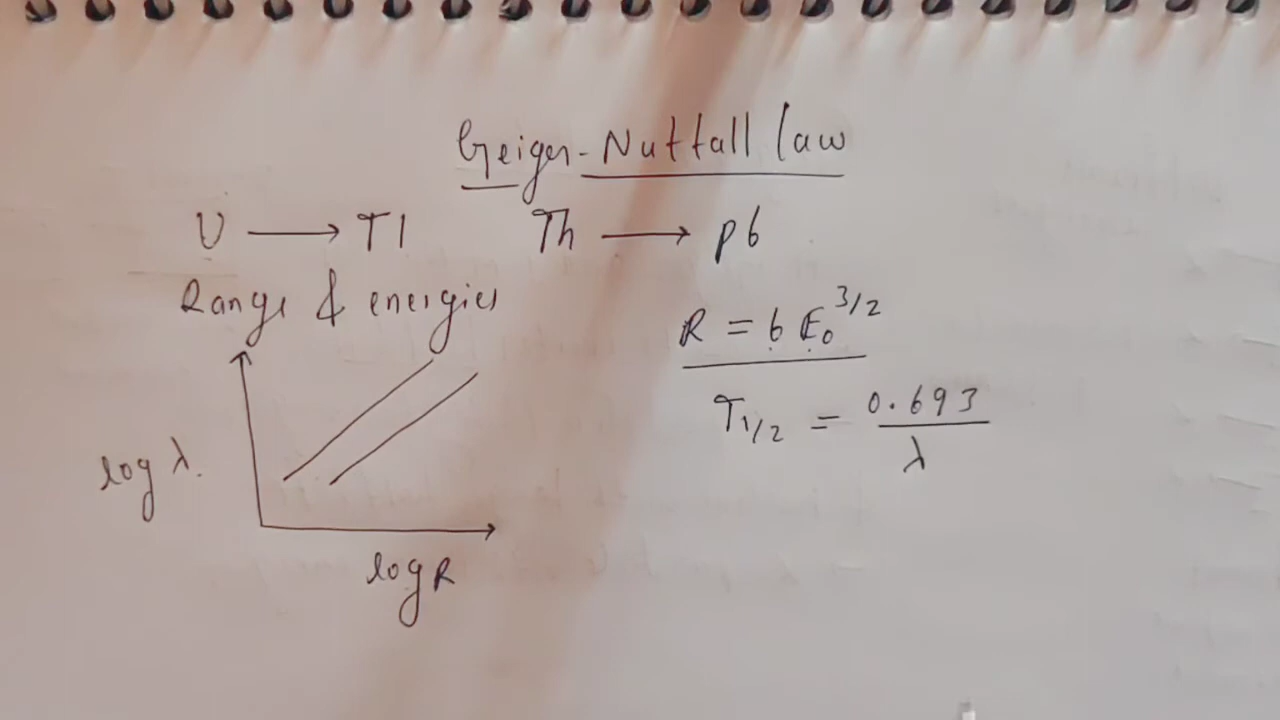 Geiger-Nuttall law
U → Tl Th → Pb
Range & energies
R = b E₀^3/2
T1/2 = 0.693/λ
log λ.
log R